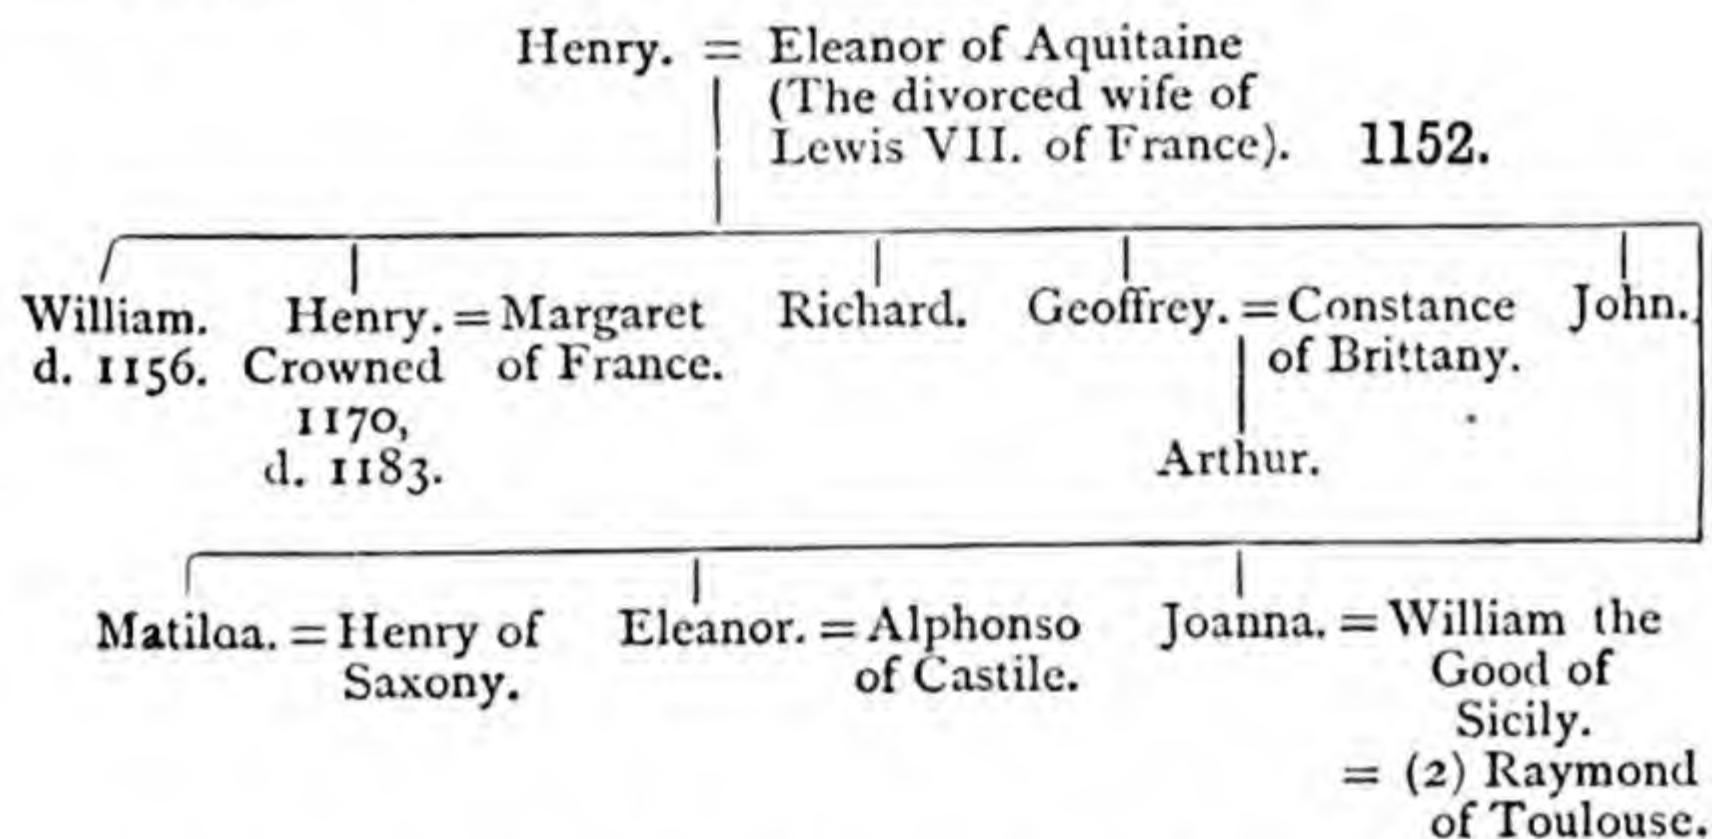 Henry. = Eleanor of Aquitaine
(The divorced wife of
Lewis VII. of France). 1152.
William. Henry. = Margaret Richard. Geoffrey. = Constance John.
d. 1156. Crowned of France. of Brittany.
1170,
d. 1183. Arthur.
Matilda. = Henry of Eleanor. = Alphonso Joanna. = William the
Saxony. of Castile. Good of
Sicily.
= (2) Raymond
of Toulouse.